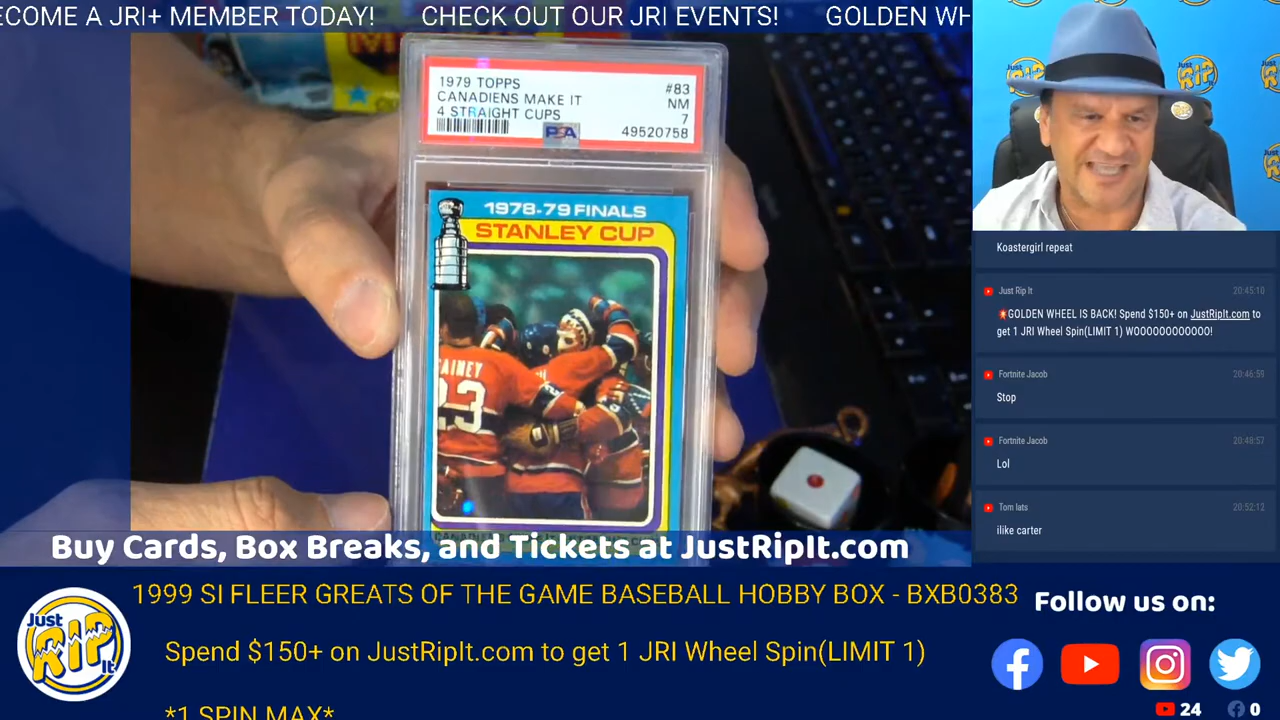 ECOME A JRI+ MEMBER TODAY! CHECK OUT OUR JRI EVENTS! GOLDEN WH
1979 TOPPS #83
CANADIENS MAKE IT NM
4 STRAIGHT CUPS 7
PSA 49520758
1978-79 FINALS
STANLEY CUP
AINEY
23
Just RIP It
Koastergirl repeat
Just Rip It 20:45:10
GOLDEN WHEEL IS BACK! Spend $150+ on JustRipIt.com to
get 1 JRI Wheel Spin(LIMIT 1) WOOOOOOOOOOOO!
Fortnite Jacob 20:46:59
Stop
Fortnite Jacob 20:48:57
Lol
Tom Iats 20:52:12
ilike carter
Buy Cards, Box Breaks, and Tickets at JustRipIt.com
1999 SI FLEER GREATS OF THE GAME BASEBALL HOBBY BOX - BXB0383
Spend $150+ on JustRipIt.com to get 1 JRI Wheel Spin(LIMIT 1)
*1 SPIN MAX*
Just RIP It
Follow us on:
24 0